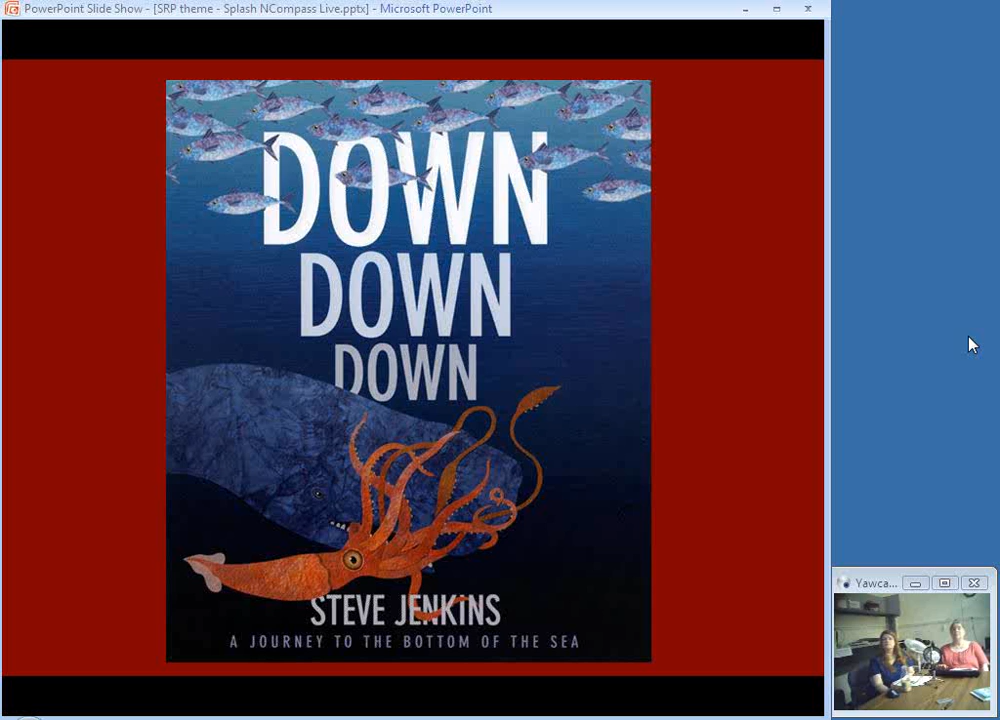 PowerPoint Slide Show - [SRP theme - Splash NCompass Live.pptx] - Microsoft PowerPoint
DOWN
DOWN
DOWN
STEVE JENKINS
A JOURNEY TO THE BOTTOM OF THE SEA
Yawca...